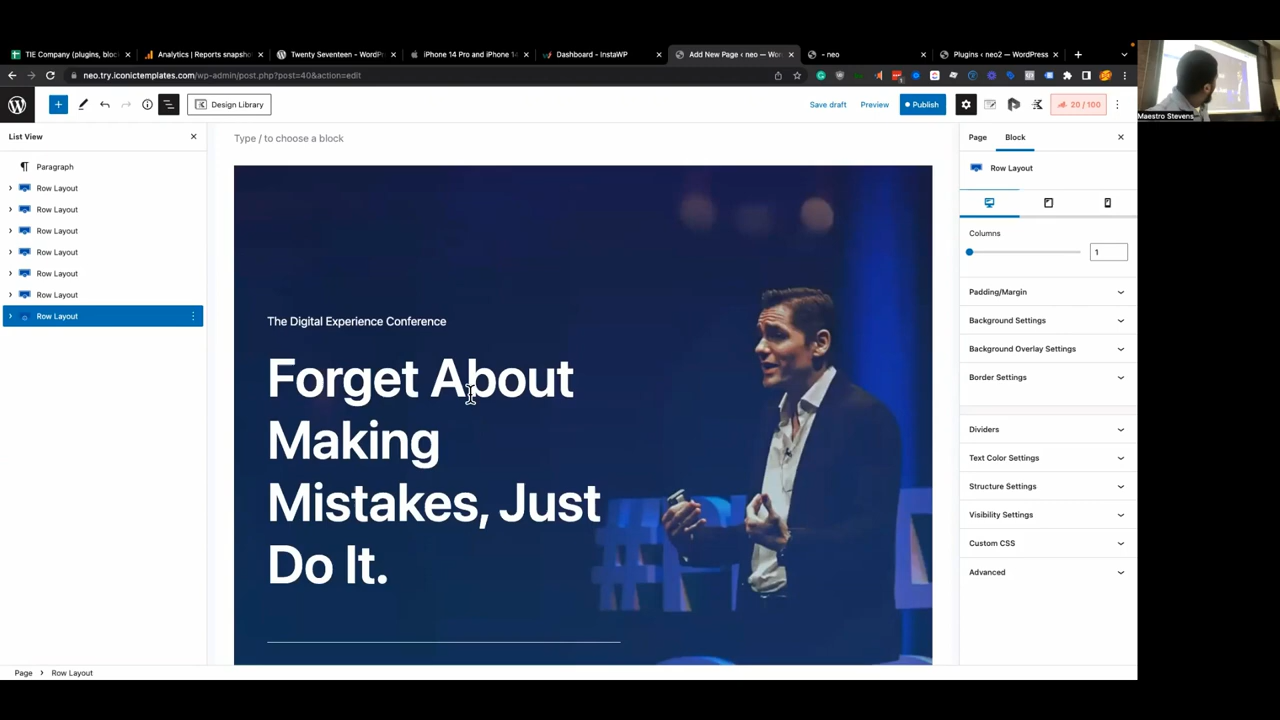 TIE Company (plugins, bloc
Analytics | Reports snapsho
Twenty Seventeen – WordPr
iPhone 14 Pro and iPhone 14
Dashboard - InstaWP
Add New Page ‹ neo — Wor
- neo
Plugins ‹ neo2 — WordPress
neo.try.iconictemplates.com/wp-admin/post.php?post=40&action=edit
Design Library
Save draft
Preview
Publish
20 / 100
List View
Paragraph
Row Layout
Row Layout
Row Layout
Row Layout
Row Layout
Row Layout
Row Layout
Type / to choose a block
The Digital Experience Conference
Forget About
Making
Mistakes, Just
Do It.
Page
Block
Row Layout
Columns
1
Padding/Margin
Background Settings
Background Overlay Settings
Border Settings
Dividers
Text Color Settings
Structure Settings
Visibility Settings
Custom CSS
Advanced
Page › Row Layout
Maestro Stevens